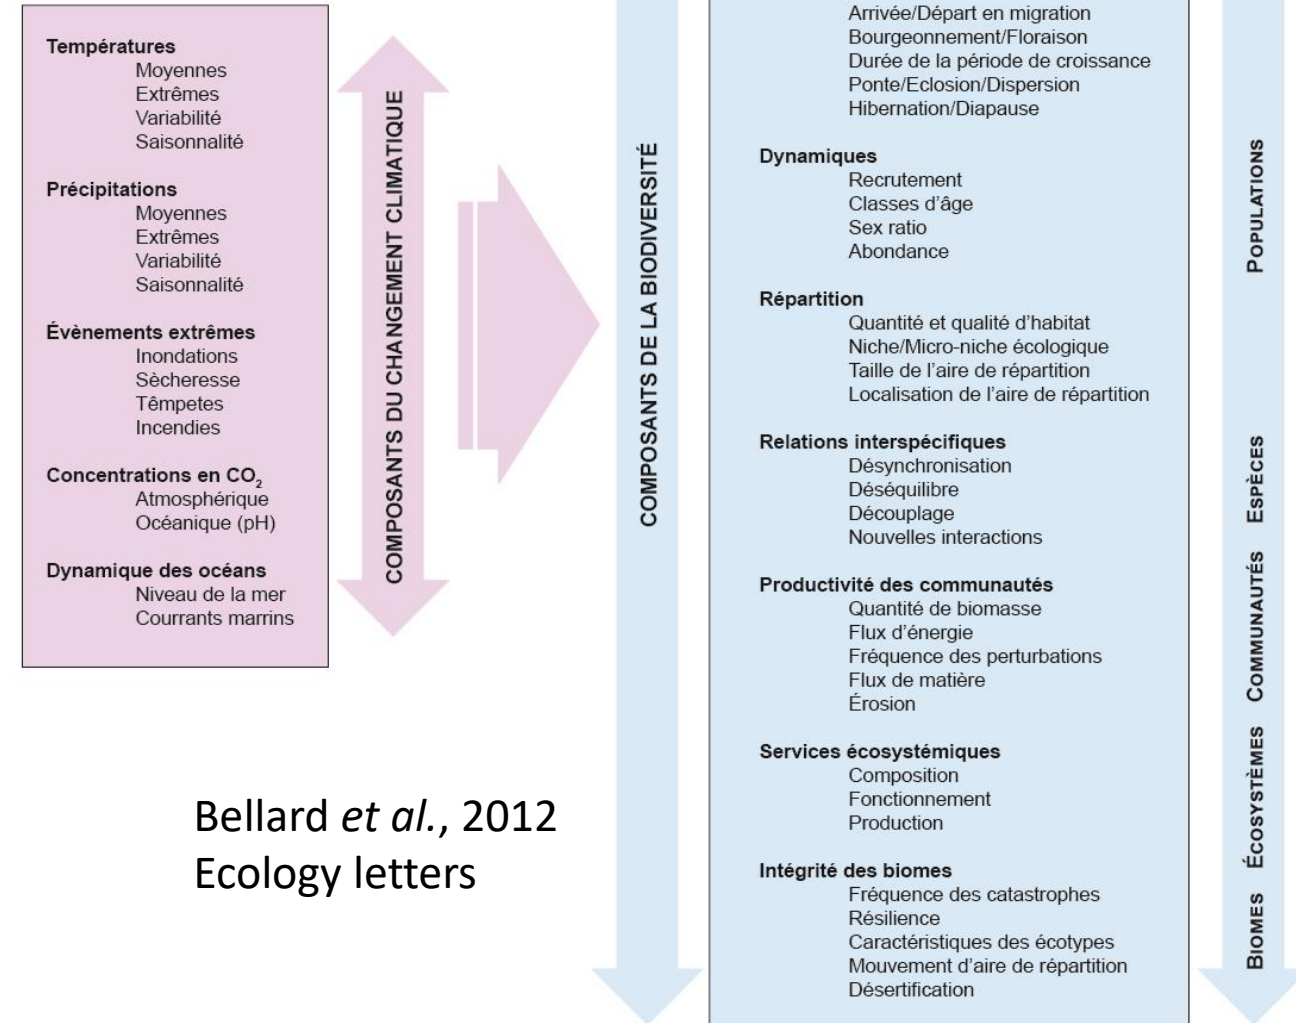 Températures
Moyennes
Extrêmes
Variabilité
Saisonnalité
Précipitations
Moyennes
Extrêmes
Variabilité
Saisonnalité
Évènements extrêmes
Inondations
Sècheresse
Têmpetes
Incendies
Concentrations en CO₂
Atmosphérique
Océanique (pH)
Dynamique des océans
Niveau de la mer
Courrants marrins
COMPOSANTS DU CHANGEMENT CLIMATIQUE
COMPOSANTS DE LA BIODIVERSITÉ
Arrivée/Départ en migration
Bourgeonnement/Floraison
Durée de la période de croissance
Ponte/Eclosion/Dispersion
Hibernation/Diapause
Dynamiques
Recrutement
Classes d’âge
Sex ratio
Abondance
Répartition
Quantité et qualité d’habitat
Niche/Micro-niche écologique
Taille de l’aire de répartition
Localisation de l’aire de répartition
Relations interspécifiques
Désynchronisation
Déséquilibre
Découplage
Nouvelles interactions
Productivité des communautés
Quantité de biomasse
Flux d’énergie
Fréquence des perturbations
Flux de matière
Érosion
Services écosystémiques
Composition
Fonctionnement
Production
Intégrité des biomes
Fréquence des catastrophes
Résilience
Caractéristiques des écotypes
Mouvement d’aire de répartition
Désertification
POPULATIONS
ESPÈCES
COMMUNAUTÉS
ÉCOSYSTÈMES
BIOMES
Bellard et al., 2012
Ecology letters